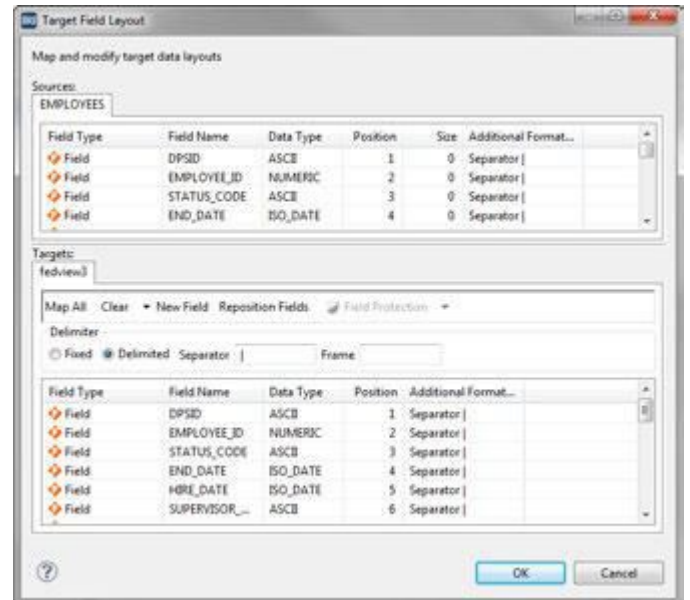 Target Field Layout
Map and modify target data layouts
Sources:
EMPLOYEES
Field Type Field Name Data Type Position Size Additional Format...
Field DPSID ASCII 1 0 Separator |
Field EMPLOYEE_ID NUMERIC 2 0 Separator |
Field STATUS_CODE ASCII 3 0 Separator |
Field END_DATE ISO_DATE 4 0 Separator |
Targets:
fedview3
Map All Clear New Field Reposition Fields Field Protection
Delimiter
Fixed Delimited Separator | Frame
Field Type Field Name Data Type Position Additional Format...
Field DPSID ASCII 1 Separator |
Field EMPLOYEE_ID NUMERIC 2 Separator |
Field STATUS_CODE ASCII 3 Separator |
Field END_DATE ISO_DATE 4 Separator |
Field HIRE_DATE ISO_DATE 5 Separator |
Field SUPERVISOR_... ASCII 6 Separator |
? OK Cancel